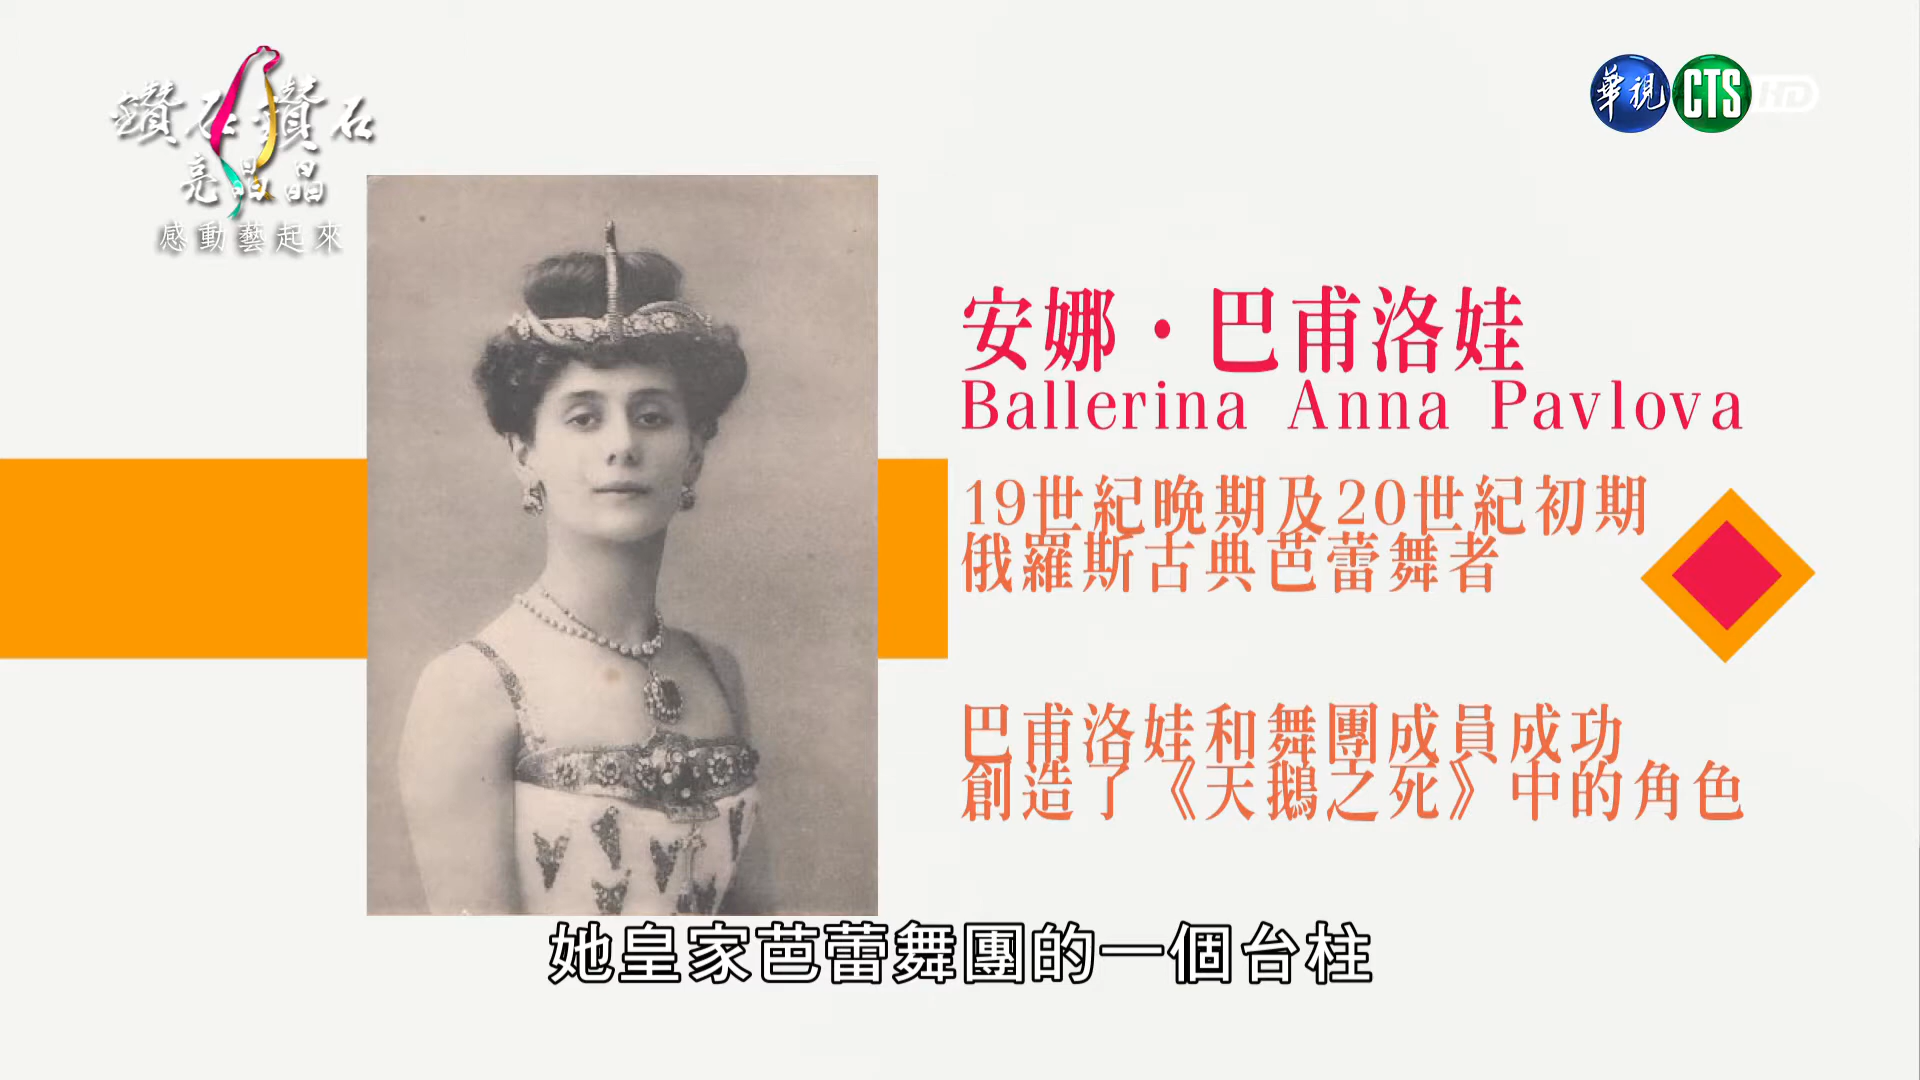 鑽石鑽石
亮晶晶
感動藝起來
華視 CTS HD
安娜·巴甫洛娃
Ballerina Anna Pavlova
19世紀晚期及20世紀初期
俄羅斯古典芭蕾舞者
巴甫洛娃和舞團成員成功
創造了《天鵝之死》中的角色
她皇家芭蕾舞團的一個台柱